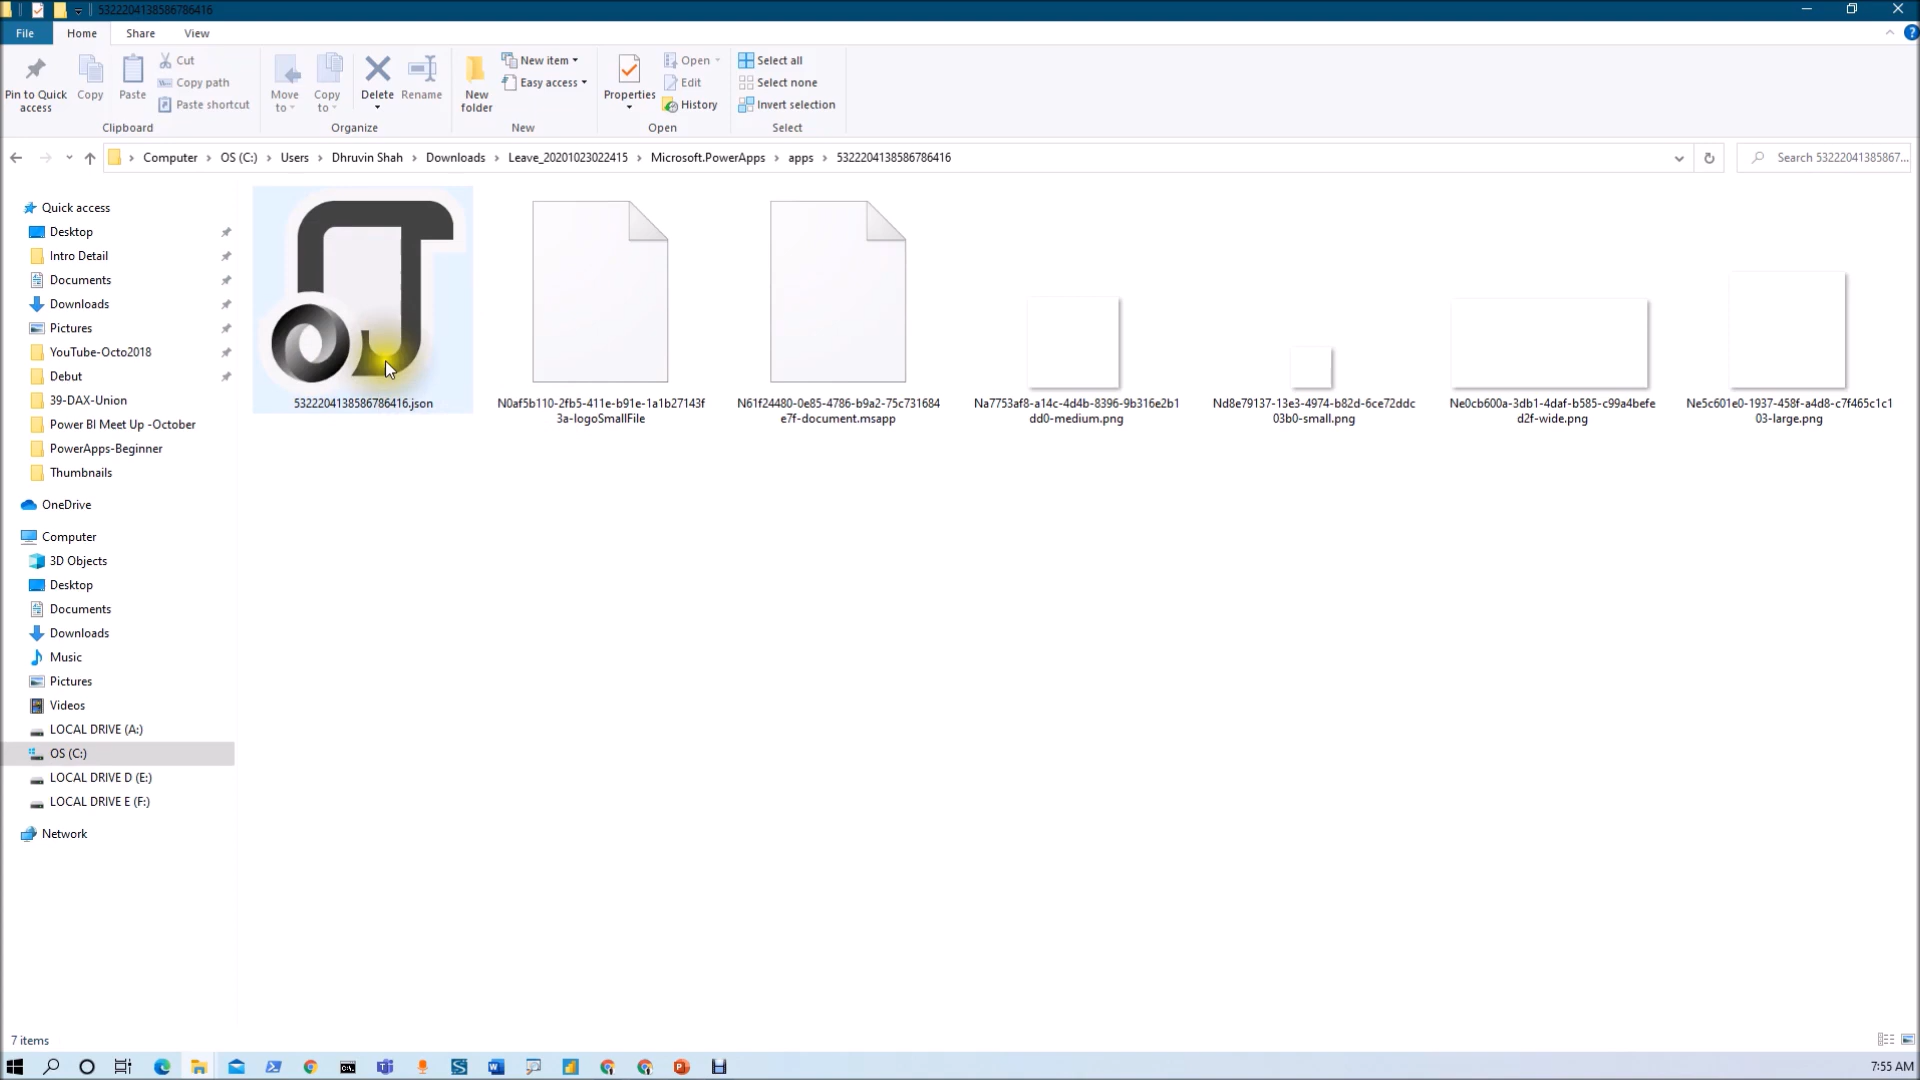 5322204138586786416
File Home Share View
Pin to Quick access
Copy
Paste
Cut
Copy path
Paste shortcut
Clipboard
Move to
Copy to
Delete
Rename
Organize
New folder
New item
Easy access
New
Properties
Open
Edit
History
Open
Select all
Select none
Invert selection
Select
Computer OS (C:) Users Dhruvin Shah Downloads Leave_20201023022415 Microsoft.PowerApps apps 5322204138586786416
Search 53222041385867...
Quick access
Desktop
Intro Detail
Documents
Downloads
Pictures
YouTube-Octo2018
Debut
39-DAX-Union
Power BI Meet Up -October
PowerApps-Beginner
Thumbnails
OneDrive
Computer
3D Objects
Desktop
Documents
Downloads
Music
Pictures
Videos
LOCAL DRIVE (A:)
OS (C:)
LOCAL DRIVE D (E:)
LOCAL DRIVE E (F:)
Network
5322204138586786416.json
N0af5b110-2fb5-411e-b91e-1a1b27143f
3a-logoSmallFile
N61f24480-0e85-4786-b9a2-75c731684
e7f-document.msapp
Na7753af8-a14c-4d4b-8396-9b316e2b1
dd0-medium.png
Nd8e79137-13e3-4974-b82d-6ce72ddc
03b0-small.png
Ne0cb600a-3db1-4daf-b585-c99a4befe
d2f-wide.png
Ne5c601e0-1937-458f-a4d8-c7f465c1c1
03-large.png
7 items
7:55 AM